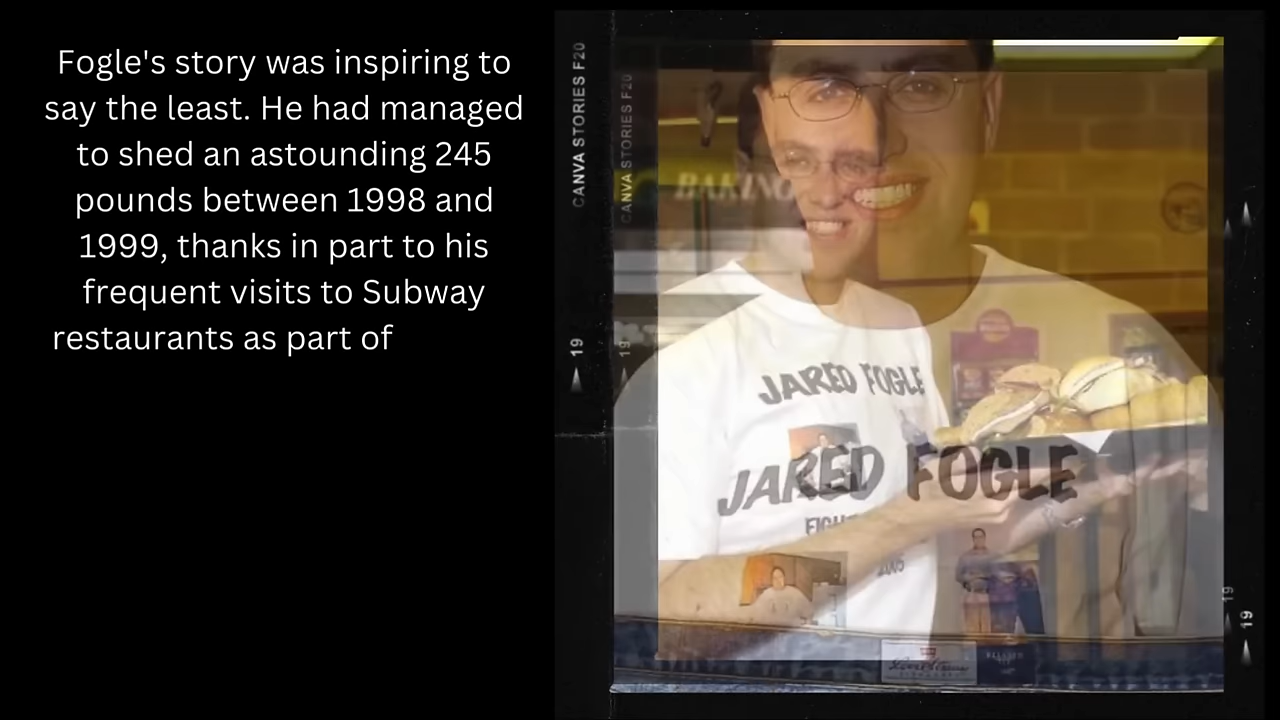 Fogle's story was inspiring to
say the least. He had managed
to shed an astounding 245
pounds between 1998 and
1999, thanks in part to his
frequent visits to Subway
restaurants as part of
CANVA STORIES F20
CANVA STORIES F20
BAKING
19
19
JARED FOGLE
JARED FOGLE
19
19